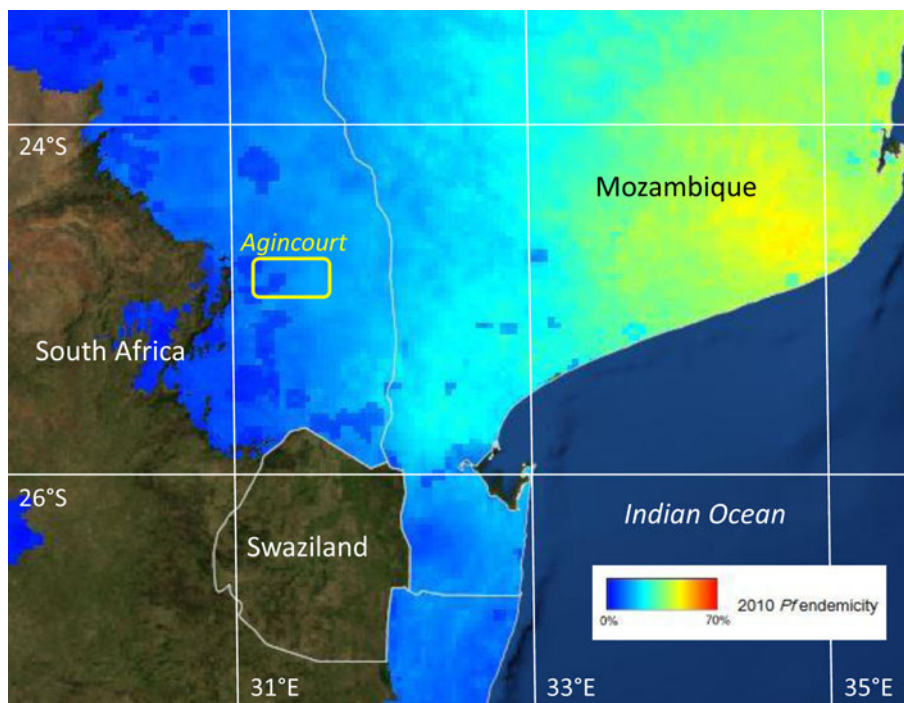 24°S
Mozambique
Agincourt
South Africa
26°S
Indian Ocean
Swaziland
2010 Pf endemicity
0%
70%
31°E
33°E
35°E